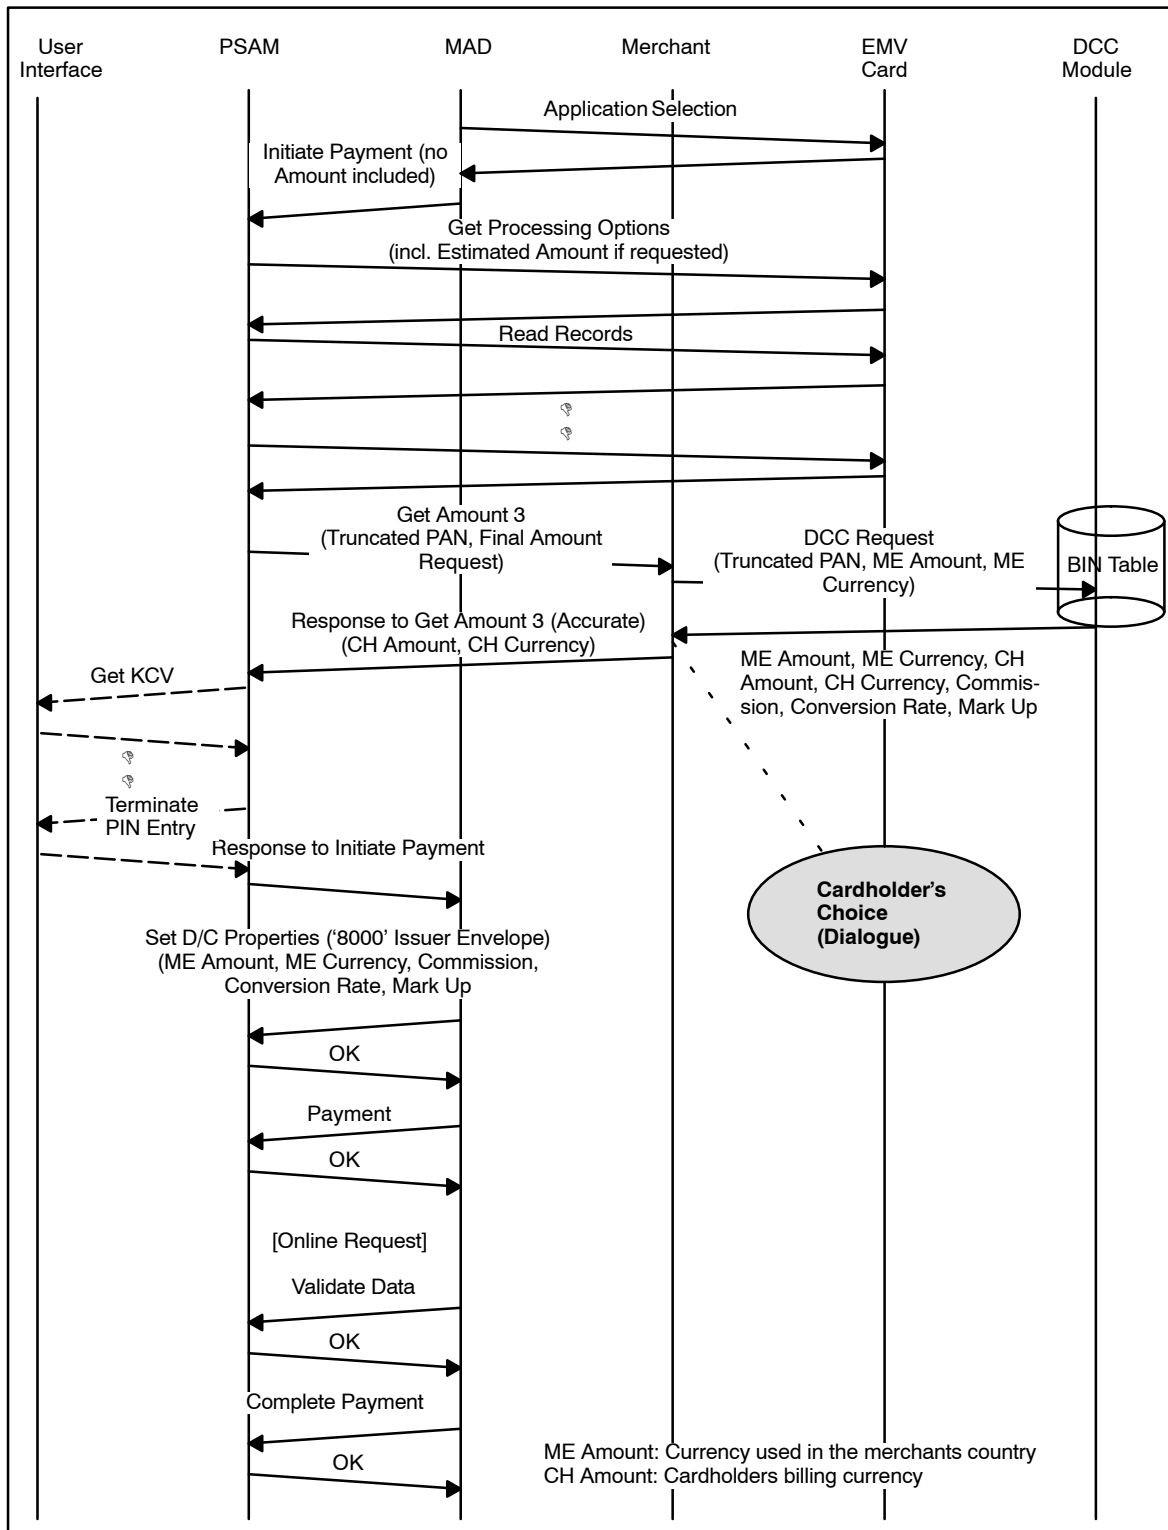 User
Interface
PSAM
MAD
Merchant
EMV
Card
DCC
Module
Application Selection
Initiate Payment (no
Amount included)
Get Processing Options
(incl. Estimated Amount if requested)
Read Records
Get Amount 3
(Truncated PAN, Final Amount
Request)
DCC Request
(Truncated PAN, ME Amount, ME
Currency)
BIN Table
Response to Get Amount 3 (Accurate)
(CH Amount, CH Currency)
ME Amount, ME Currency, CH
Amount, CH Currency, Commis-
sion, Conversion Rate, Mark Up
Get KCV
Terminate
PIN Entry
Response to Initiate Payment
Cardholder’s
Choice
(Dialogue)
Set D/C Properties (‘8000’ Issuer Envelope)
(ME Amount, ME Currency, Commission,
Conversion Rate, Mark Up
OK
Payment
OK
[Online Request]
Validate Data
OK
Complete Payment
OK
ME Amount: Currency used in the merchants country
CH Amount: Cardholders billing currency